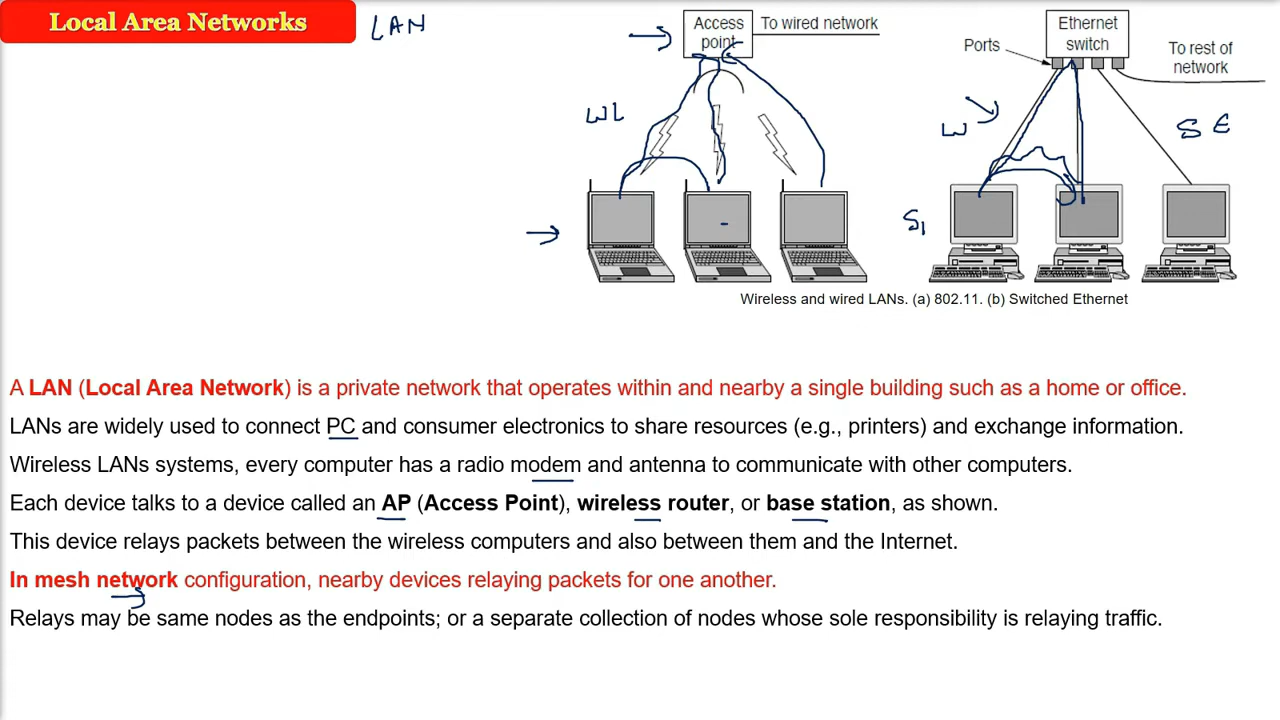 Local Area Networks
LAN
Access
point
To wired network
WL
Ethernet
switch
Ports
To rest of
network
W
S E
S1
Wireless and wired LANs. (a) 802.11. (b) Switched Ethernet
A LAN (Local Area Network) is a private network that operates within and nearby a single building such as a home or office.
LANs are widely used to connect PC and consumer electronics to share resources (e.g., printers) and exchange information.
Wireless LANs systems, every computer has a radio modem and antenna to communicate with other computers.
Each device talks to a device called an AP (Access Point), wireless router, or base station, as shown.
This device relays packets between the wireless computers and also between them and the Internet.
In mesh network configuration, nearby devices relaying packets for one another.
Relays may be same nodes as the endpoints; or a separate collection of nodes whose sole responsibility is relaying traffic.